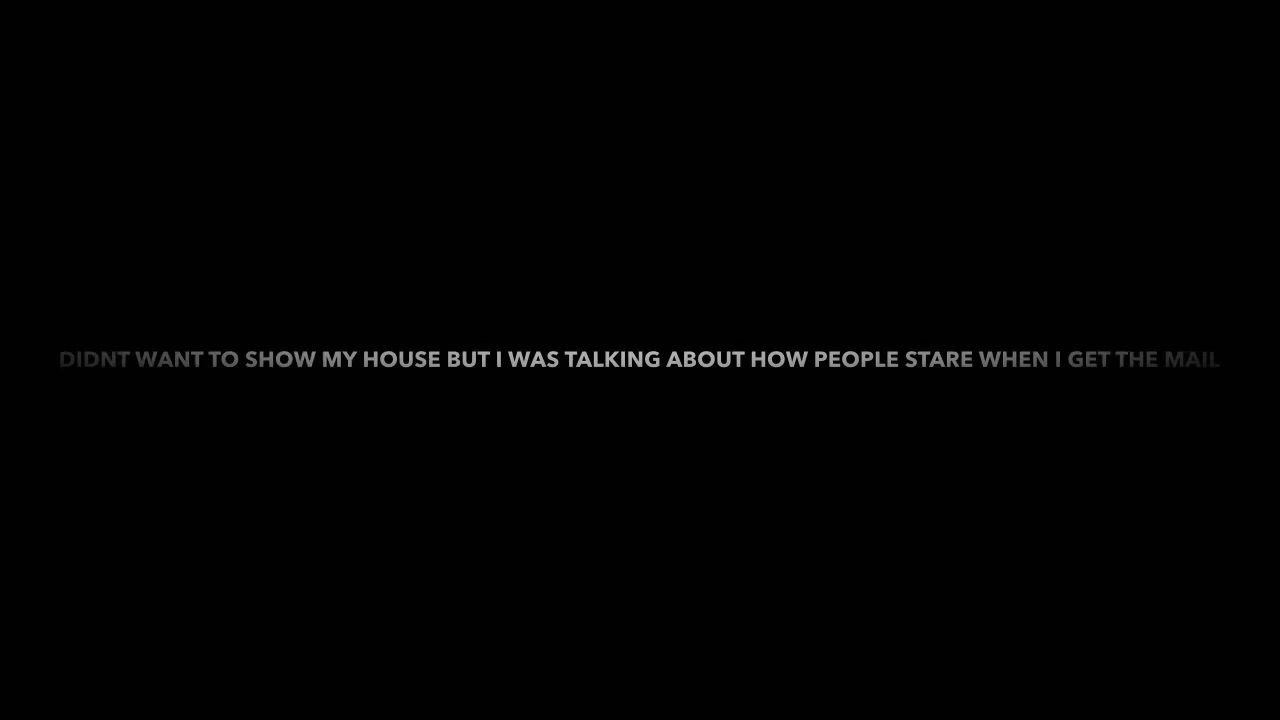 DIDNT WANT TO SHOW MY HOUSE BUT I WAS TALKING ABOUT HOW PEOPLE STARE WHEN I GET THE MAIL